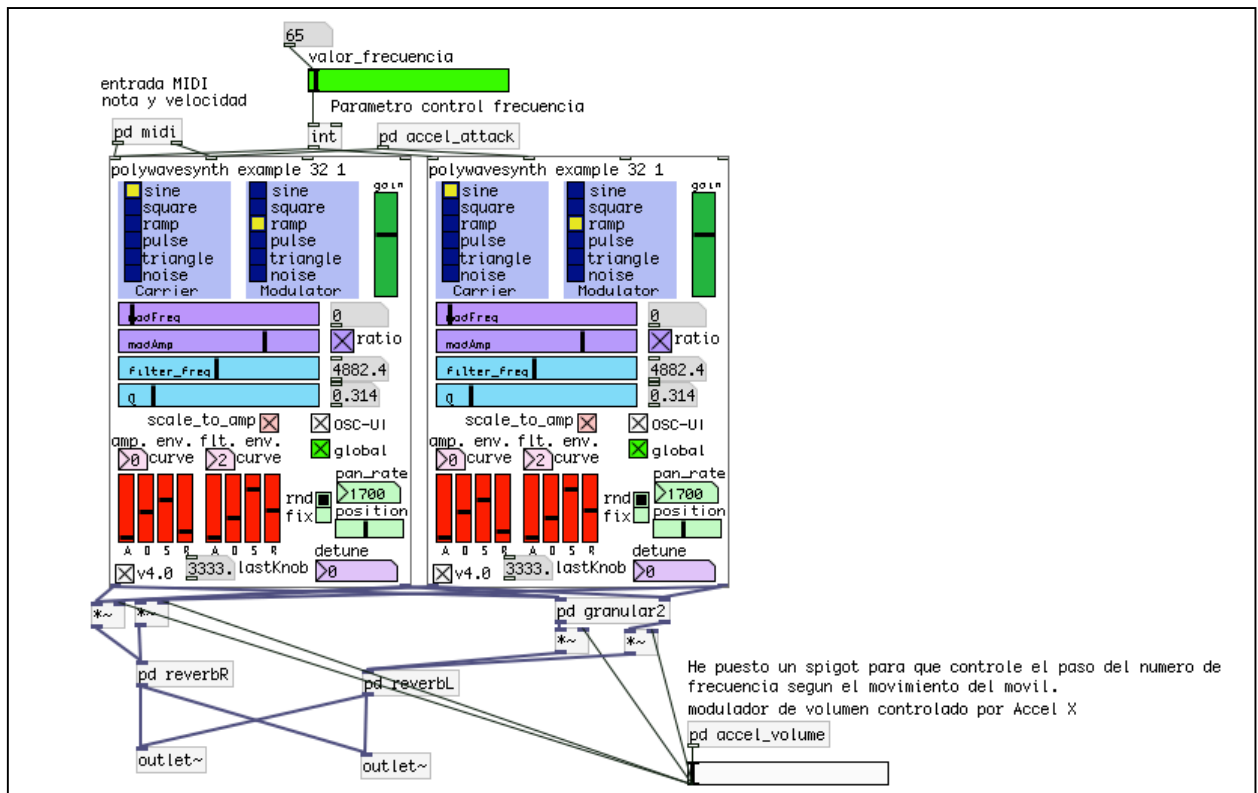 65
valor_frecuencia
entrada MIDI
nota y velocidad
Parametro control frecuencia
pd midi
int
pd accel_attack
polywavesynth example 32 1
sine
square
ramp
pulse
triangle
noise
Carrier
sine
square
ramp
pulse
triangle
noise
Modulator
gain
modFreq
0
modAmp
ratio
filter_freq
4882.4
q
0.314
scale_to_amp
OSC-UI
amp. env. flt. env.
global
>0 curve >2 curve
pan_rate
>1700
rnd
fix
position
A D S R A D S R
detune
v4.0 3333. lastKnob >0
polywavesynth example 32 1
sine
square
ramp
pulse
triangle
noise
Carrier
sine
square
ramp
pulse
triangle
noise
Modulator
gain
modFreq
0
modAmp
ratio
filter_freq
4882.4
q
0.314
scale_to_amp
OSC-UI
amp. env. flt. env.
global
>0 curve >2 curve
pan_rate
>1700
rnd
fix
position
A D S R A D S R
detune
v4.0 3333. lastKnob >0
*~ *~
pd granular2
*~ *~
pd reverbR
pd reverbL
outlet~
outlet~
He puesto un spigot para que controle el paso del numero de
frecuencia segun el movimiento del movil.
modulador de volumen controlado por Accel X
pd accel_volume